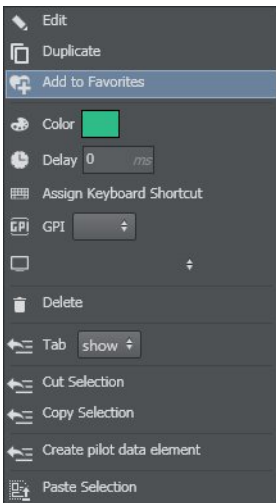 Edit
Duplicate
Add to Favorites
Color
Delay 0 ms
Assign Keyboard Shortcut
GPI GPI
Delete
Tab show
Cut Selection
Copy Selection
Create pilot data element
Paste Selection